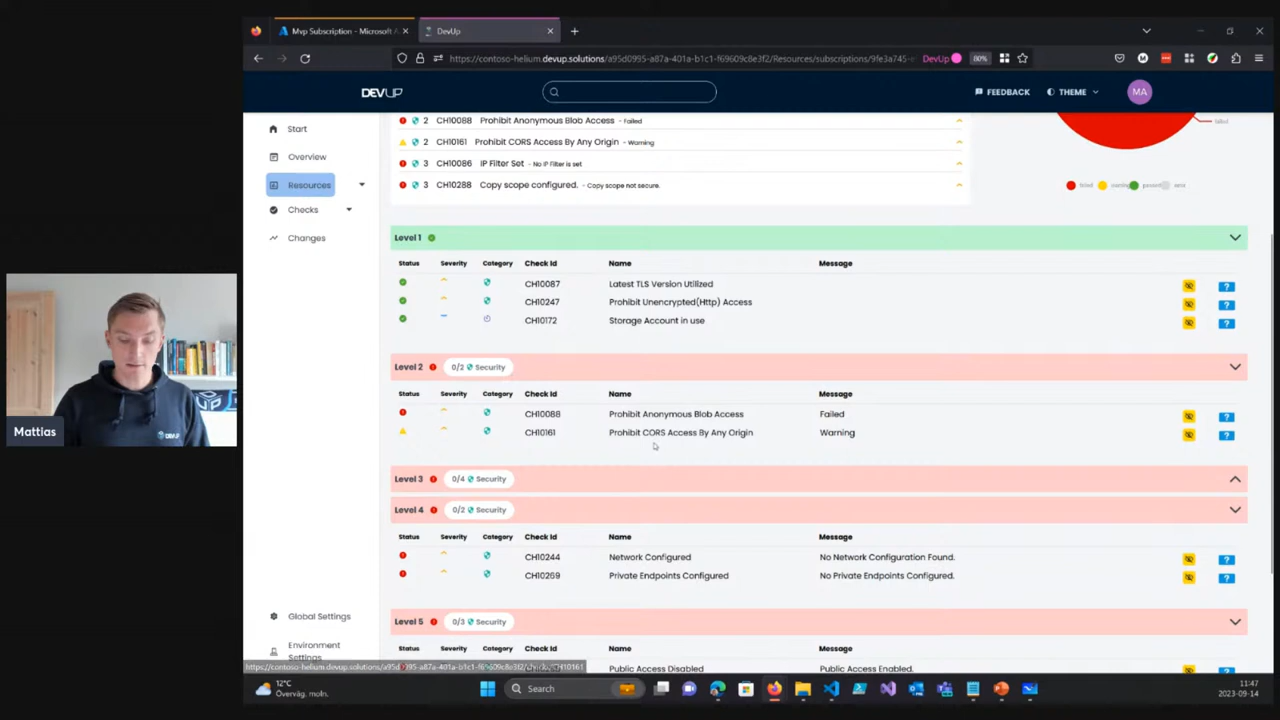 Mvp Subscription - Microsoft A
DevUp
https://contoso-helium.devup.solutions/a95d0995-a87a-401a-b1c1-f69609c8e3f2/Resources/subscriptions/9fe3a745-
DevUp
80%
DEVUP
FEEDBACK
THEME
MA
Start
Overview
Resources
Checks
Changes
Global Settings
Environment Settings
2 CH10088 Prohibit Anonymous Blob Access - Failed
2 CH10161 Prohibit CORS Access By Any Origin - Warning
3 CH10086 IP Filter Set - No IP Filter is set
3 CH10288 Copy scope configured. - Copy scope not secure.
failed
failed warning passed
Level 1
Status Severity Category Check Id Name Message
CH10087 Latest TLS Version Utilized ?
CH10247 Prohibit Unencrypted(Http) Access ?
CH10172 Storage Account in use ?
Level 2 0/2 Security
Status Severity Category Check Id Name Message
CH10088 Prohibit Anonymous Blob Access Failed ?
CH10161 Prohibit CORS Access By Any Origin Warning ?
Level 3 0/4 Security
Level 4 0/2 Security
Status Severity Category Check Id Name Message
CH10244 Network Configured No Network Configuration Found. ?
CH10269 Private Endpoints Configured No Private Endpoints Configured. ?
Level 5 0/3 Security
Status Severity Category Check Id Name Message
Public Access Disabled Public Access Enabled. ?
Mattias
12°C
Överväg. moln.
Search
11:47
2023-09-14